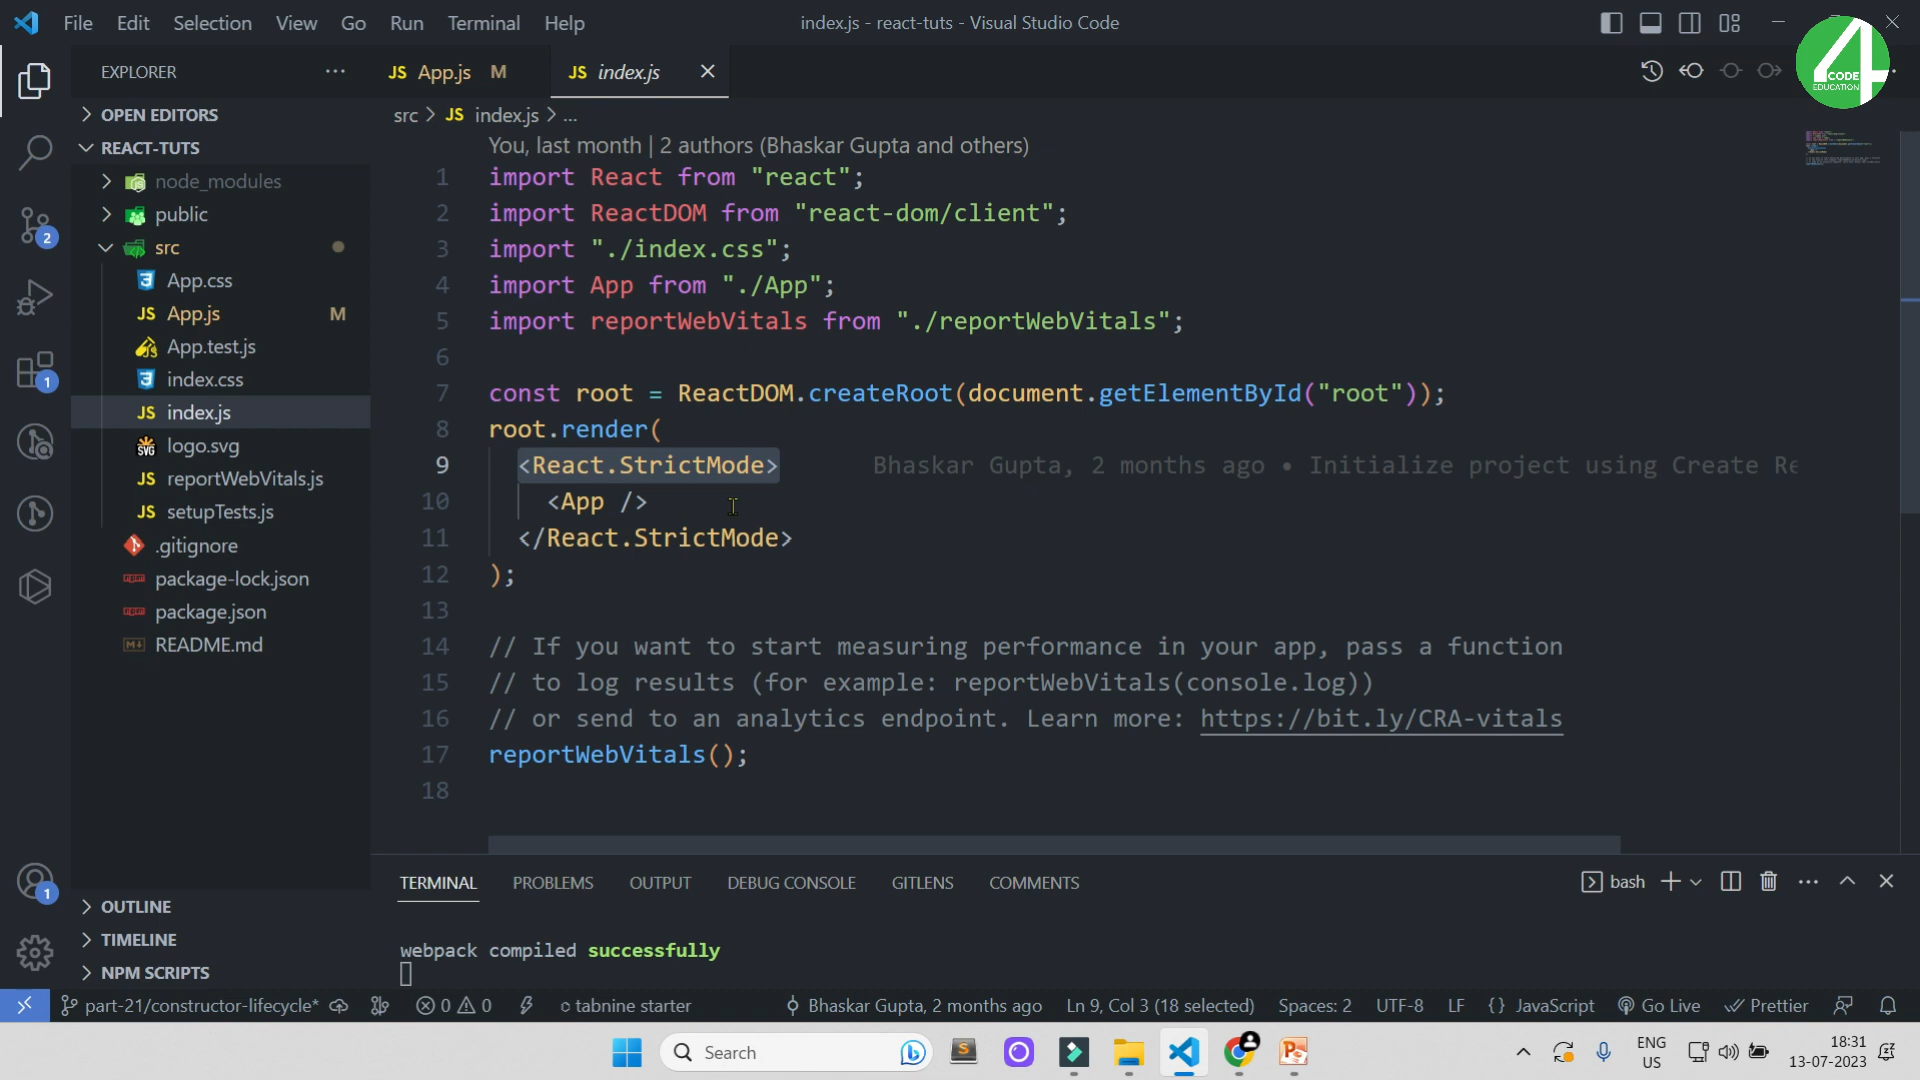 File Edit Selection View Go Run Terminal Help
index.js - react-tuts - Visual Studio Code
4 CODE EDUCATION
EXPLORER
JS App.js M
JS index.js
OPEN EDITORS
REACT-TUTS
node_modules
public
src
App.css
JS App.js M
App.test.js
index.css
JS index.js
SVG logo.svg
JS reportWebVitals.js
JS setupTests.js
.gitignore
package-lock.json
package.json
README.md
OUTLINE
TIMELINE
NPM SCRIPTS
2
1
1
src > JS index.js > ...
You, last month | 2 authors (Bhaskar Gupta and others)
1 import React from "react";
2 import ReactDOM from "react-dom/client";
3 import "./index.css";
4 import App from "./App";
5 import reportWebVitals from "./reportWebVitals";
6
7 const root = ReactDOM.createRoot(document.getElementById("root"));
8 root.render(
9 <React.StrictMode> Bhaskar Gupta, 2 months ago • Initialize project using Create Re
10 <App />
11 </React.StrictMode>
12 );
13
14 // If you want to start measuring performance in your app, pass a function
15 // to log results (for example: reportWebVitals(console.log))
16 // or send to an analytics endpoint. Learn more: https://bit.ly/CRA-vitals
17 reportWebVitals();
18
TERMINAL PROBLEMS OUTPUT DEBUG CONSOLE GITLENS COMMENTS
bash
webpack compiled successfully
part-21/constructor-lifecycle* 0 0 tabnine starter Bhaskar Gupta, 2 months ago Ln 9, Col 3 (18 selected) Spaces: 2 UTF-8 LF {} JavaScript Go Live Prettier
Search
ENG
US
18:31
13-07-2023